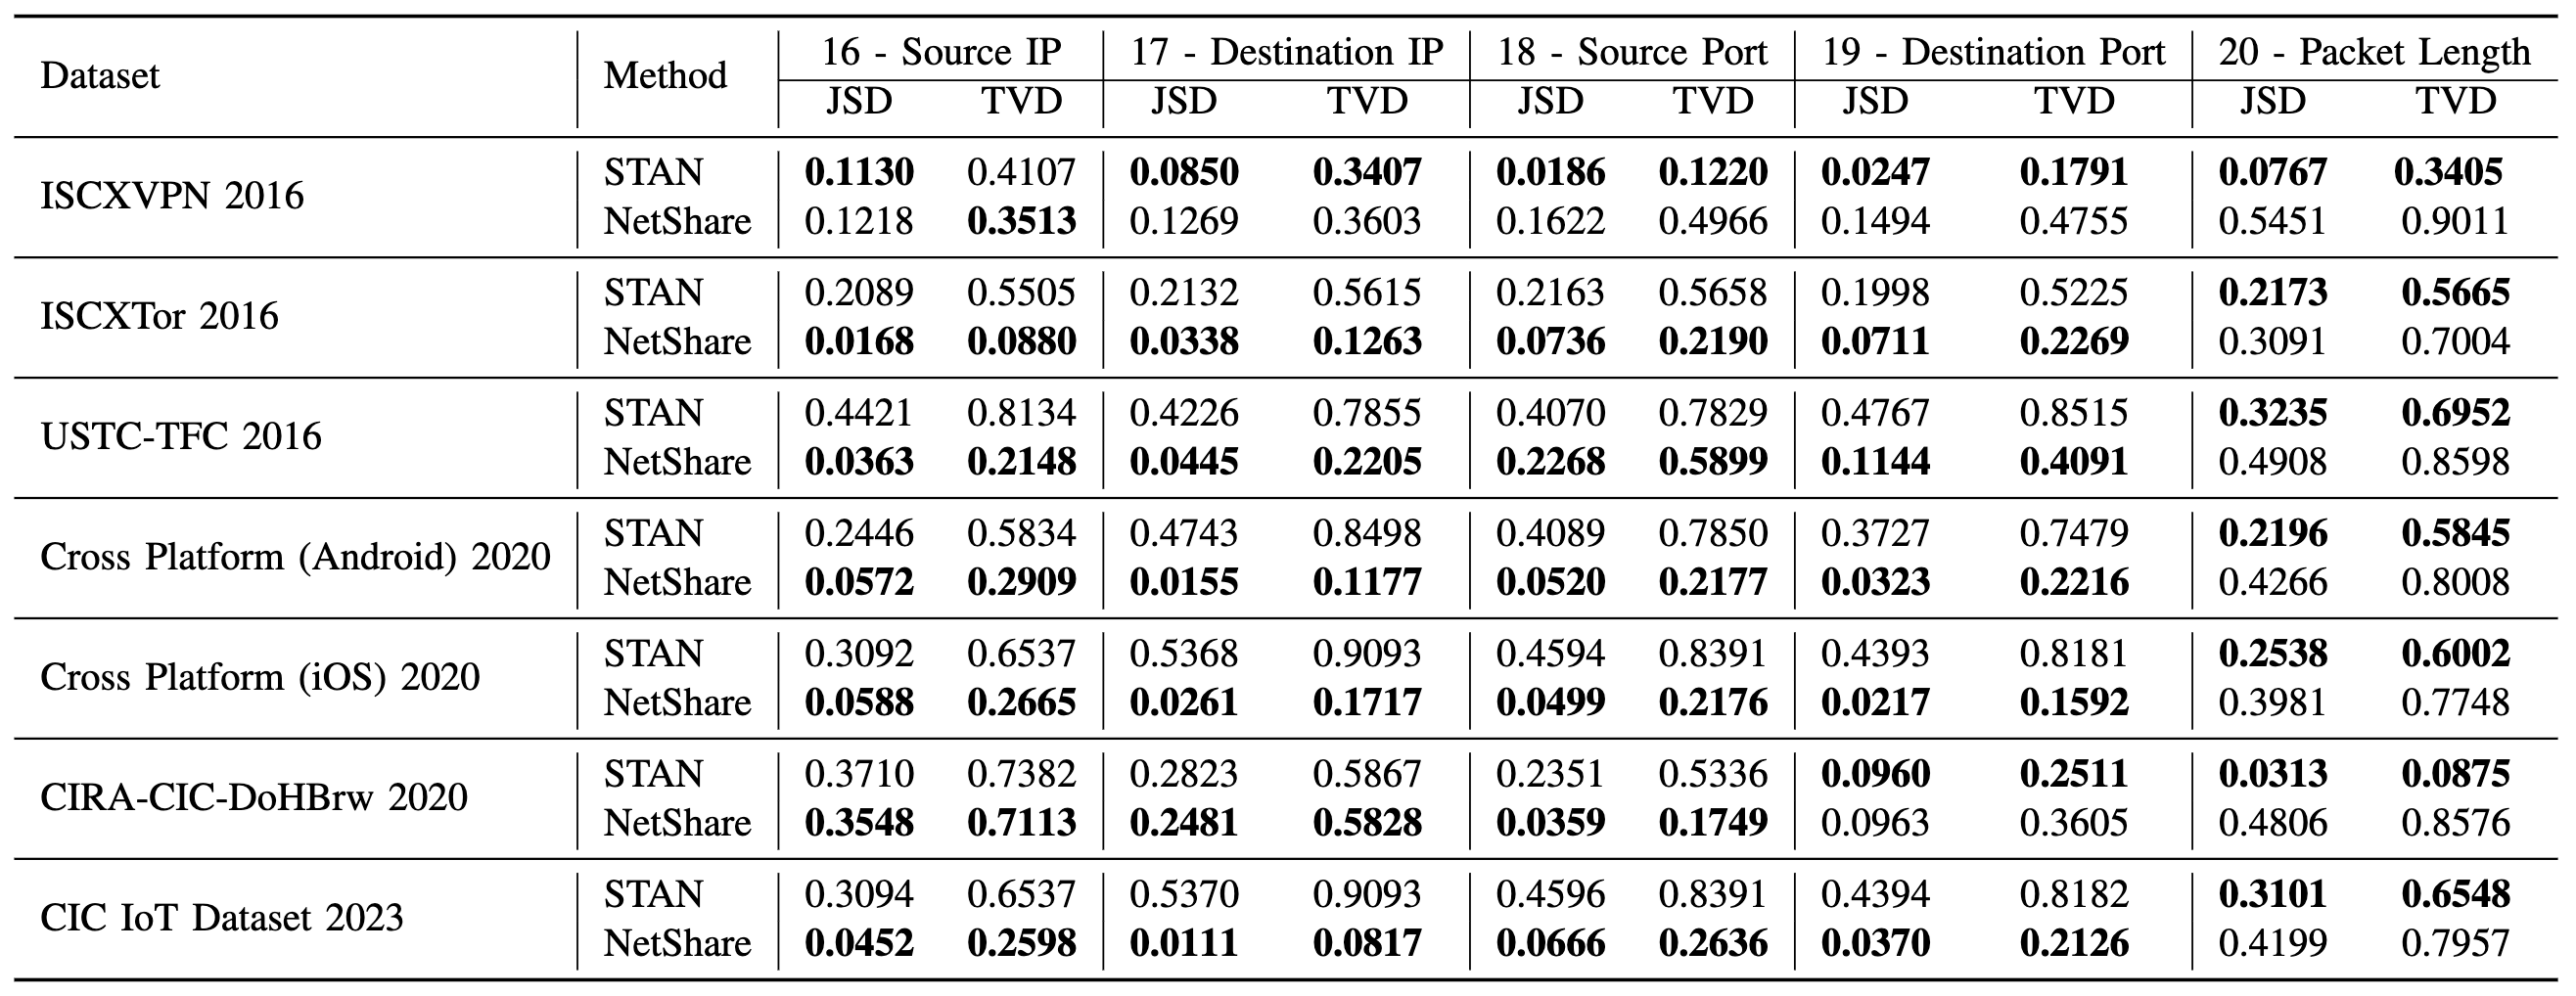 Dataset Method 16 - Source IP 17 - Destination IP 18 - Source Port 19 - Destination Port 20 - Packet Length
JSD TVD JSD TVD JSD TVD JSD TVD JSD TVD
ISCXVPN 2016 STAN 0.1130 0.4107 0.0850 0.3407 0.0186 0.1220 0.0247 0.1791 0.0767 0.3405
NetShare 0.1218 0.3513 0.1269 0.3603 0.1622 0.4966 0.1494 0.4755 0.5451 0.9011
ISCXTor 2016 STAN 0.2089 0.5505 0.2132 0.5615 0.2163 0.5658 0.1998 0.5225 0.2173 0.5665
NetShare 0.0168 0.0880 0.0338 0.1263 0.0736 0.2190 0.0711 0.2269 0.3091 0.7004
USTC-TFC 2016 STAN 0.4421 0.8134 0.4226 0.7855 0.4070 0.7829 0.4767 0.8515 0.3235 0.6952
NetShare 0.0363 0.2148 0.0445 0.2205 0.2268 0.5899 0.1144 0.4091 0.4908 0.8598
Cross Platform (Android) 2020 STAN 0.2446 0.5834 0.4743 0.8498 0.4089 0.7850 0.3727 0.7479 0.2196 0.5845
NetShare 0.0572 0.2909 0.0155 0.1177 0.0520 0.2177 0.0323 0.2216 0.4266 0.8008
Cross Platform (iOS) 2020 STAN 0.3092 0.6537 0.5368 0.9093 0.4594 0.8391 0.4393 0.8181 0.2538 0.6002
NetShare 0.0588 0.2665 0.0261 0.1717 0.0499 0.2176 0.0217 0.1592 0.3981 0.7748
CIRA-CIC-DoHBrw 2020 STAN 0.3710 0.7382 0.2823 0.5867 0.2351 0.5336 0.0960 0.2511 0.0313 0.0875
NetShare 0.3548 0.7113 0.2481 0.5828 0.0359 0.1749 0.0963 0.3605 0.4806 0.8576
CIC IoT Dataset 2023 STAN 0.3094 0.6537 0.5370 0.9093 0.4596 0.8391 0.4394 0.8182 0.3101 0.6548
NetShare 0.0452 0.2598 0.0111 0.0817 0.0666 0.2636 0.0370 0.2126 0.4199 0.7957